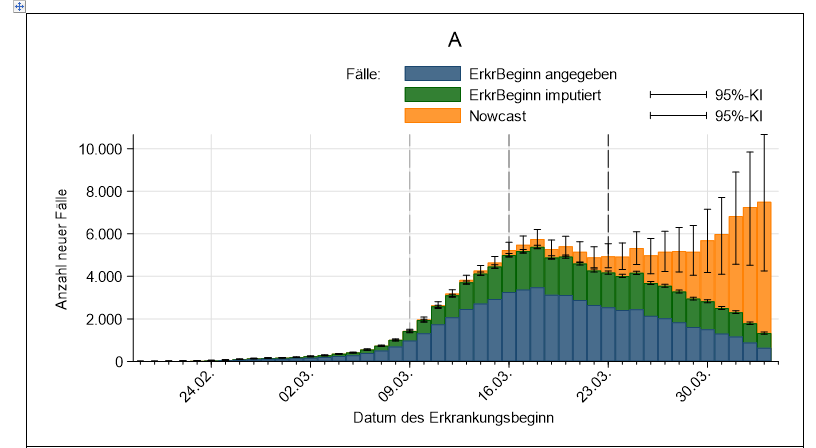 A
Fälle:
ErkrBeginn angegeben
ErkrBeginn imputiert
95%-KI
Nowcast
95%-KI
Anzahl neuer Fälle
10.000
8.000
6.000
4.000
2.000
0
24.02.
02.03.
09.03.
16.03.
23.03.
30.03.
Datum des Erkrankungsbeginn